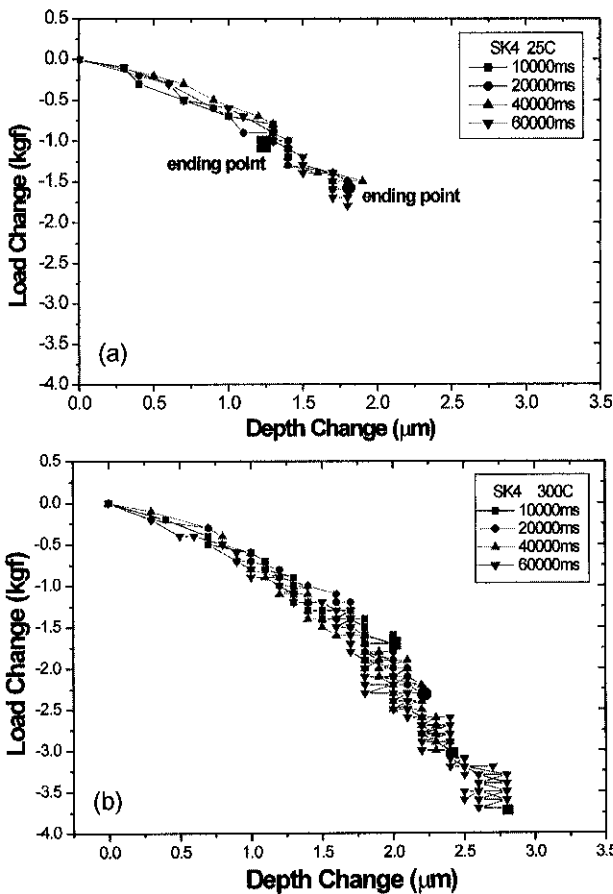 0.5
0.0
-0.5
-1.0
-1.5
-2.0
-2.5
-3.0
-3.5
-4.0
Load Change (kgf)
SK4 25C
10000ms
20000ms
40000ms
60000ms
ending point
ending point
(a)
0.0 0.5 1.0 1.5 2.0 2.5 3.0 3.5
Depth Change (μm)
0.5
0.0
-0.5
-1.0
-1.5
-2.0
-2.5
-3.0
-3.5
-4.0
Load Change (kgf)
SK4 300C
10000ms
20000ms
40000ms
60000ms
(b)
0.0 0.5 1.0 1.5 2.0 2.5 3.0 3.5
Depth Change (μm)